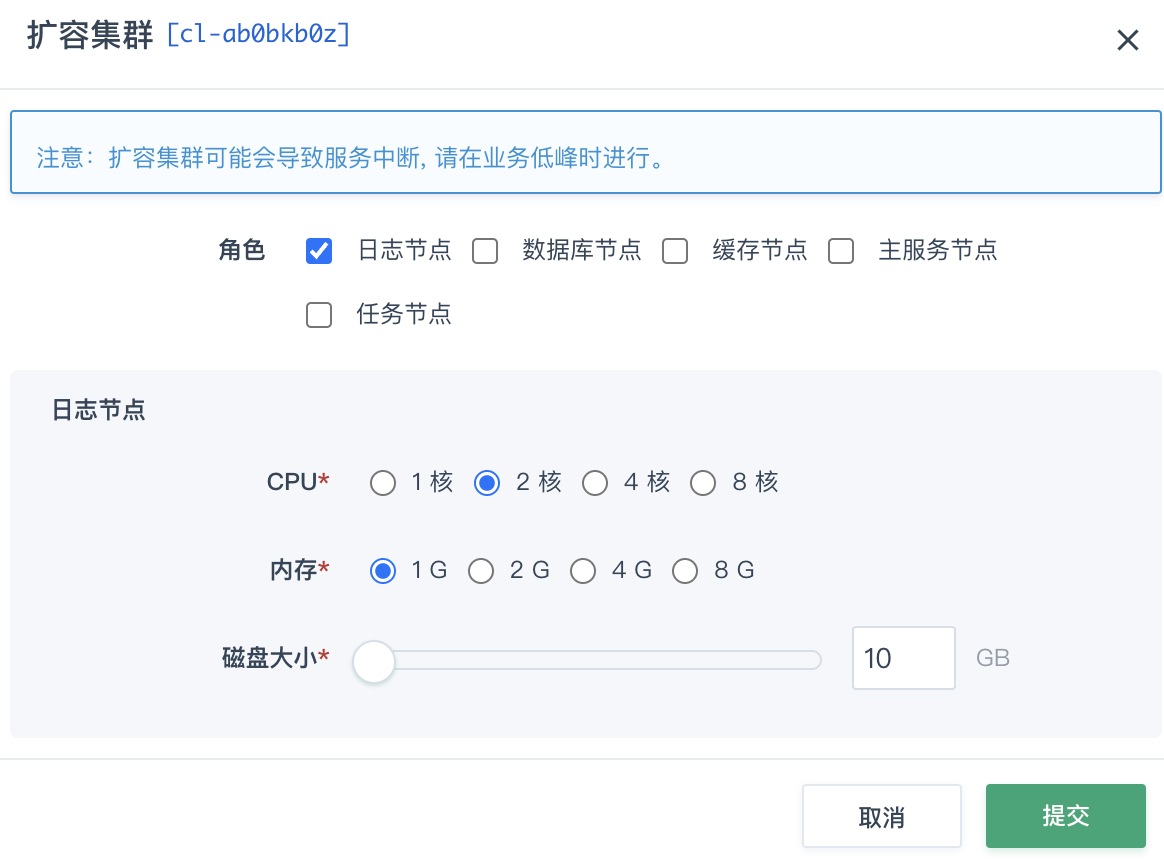 扩容集群 [cl-ab0bkb0z]
注意：扩容集群可能会导致服务中断, 请在业务低峰时进行。
角色 日志节点 数据库节点 缓存节点 主服务节点
任务节点
日志节点
CPU* 1 核 2 核 4 核 8 核
内存* 1 G 2 G 4 G 8 G
磁盘大小* 10 GB
取消 提交